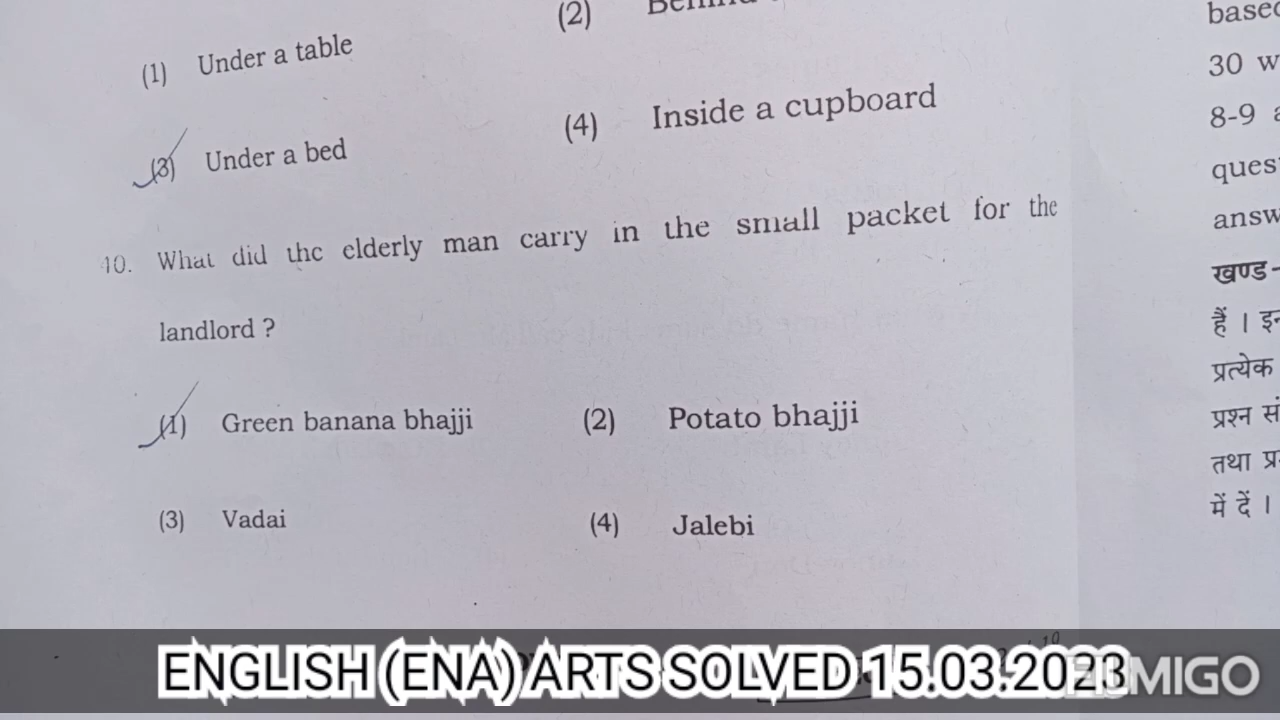 (2)
(1) Under a table
(4) Inside a cupboard
(3) Under a bed
10. What did the elderly man carry in the small packet for the
landlord ?
(1) Green banana bhajji (2) Potato bhajji
(3) Vadai (4) Jalebi
30
8-9
खण्ड-
हैं ।
प्रत्येक
प्रश्न
तथा
में दें ।
ENGLISH (ENA) ARTS SOLVED 15.03.2023
FILMIGO